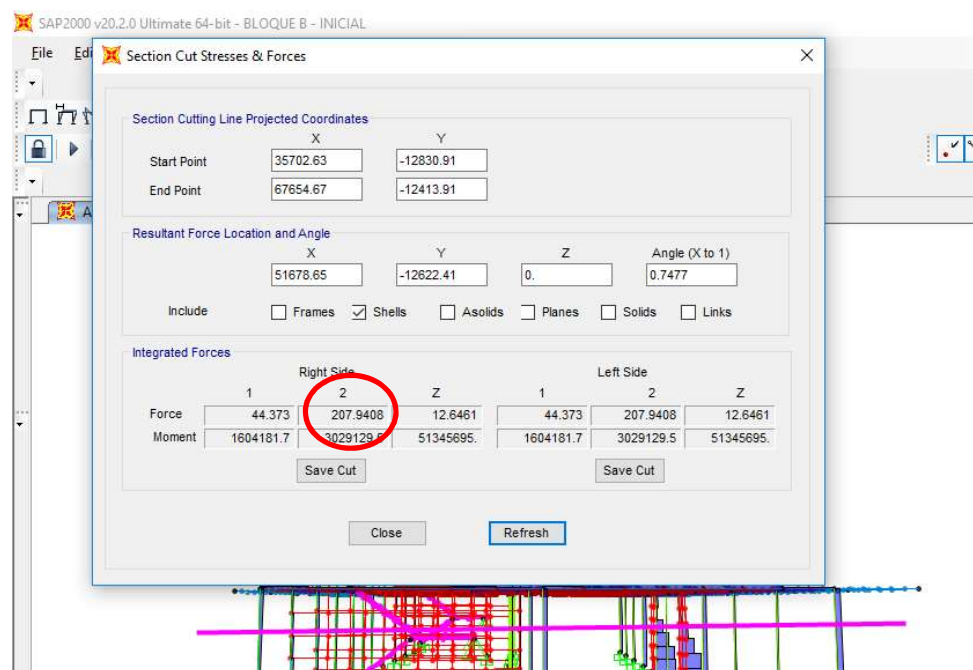 SAP2000 v20.2.0 Ultimate 64-bit - BLOQUE B - INICIAL
File Edi
Section Cut Stresses & Forces
A
Section Cutting Line Projected Coordinates
X Y
Start Point 35702.63 -12830.91
End Point 67654.67 -12413.91
Resultant Force Location and Angle
X Y Z Angle (X to 1)
51678.65 -12622.41 0. 0.7477
Include Frames Shells Asolids Planes Solids Links
Integrated Forces
Right Side Left Side
1 2 Z 1 2 Z
Force 44.373 207.9408 12.6461 44.373 207.9408 12.6461
Moment 1604181.7 3029129.5 51345695. 1604181.7 3029129.5 51345695.
Save Cut Save Cut
Close Refresh